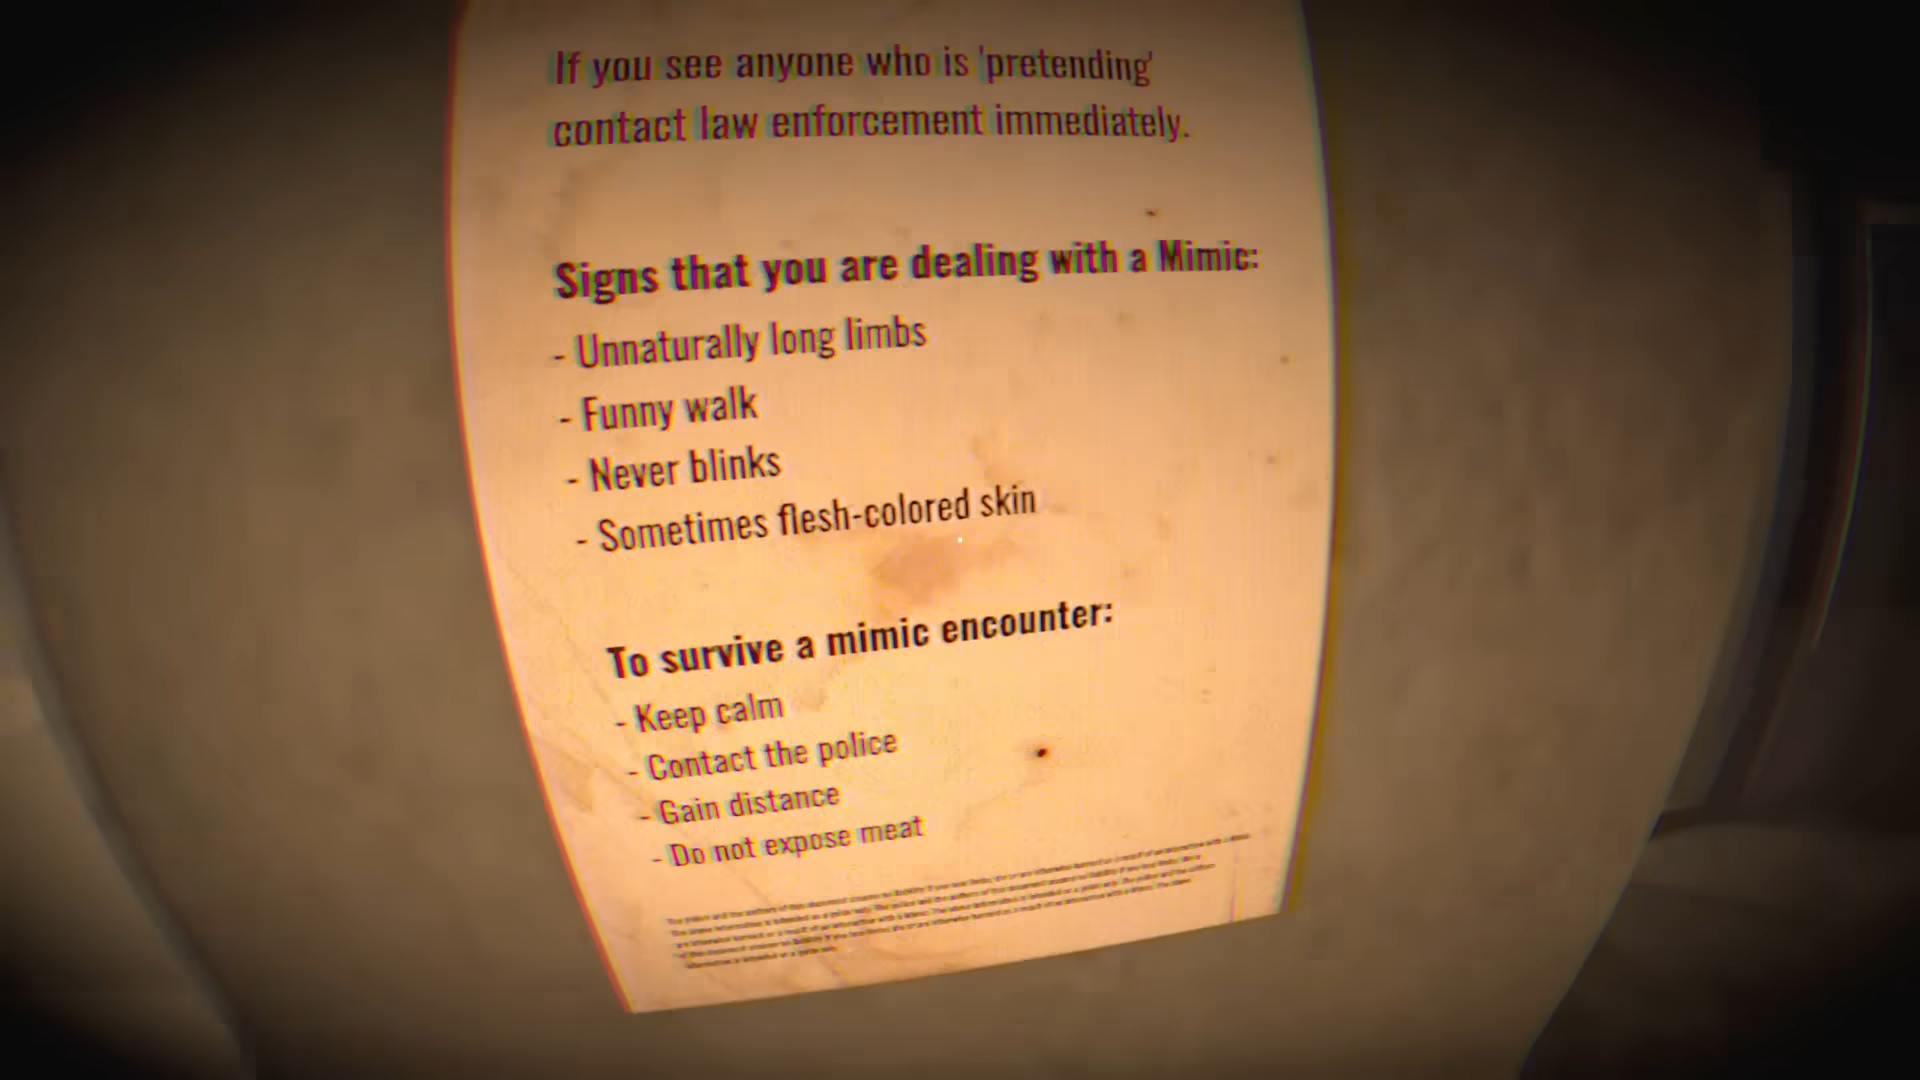 If you see anyone who is 'pretending'
contact law enforcement immediately.
Signs that you are dealing with a Mimic:
- Unnaturally long limbs
- Funny walk
- Never blinks
- Sometimes flesh-colored skin
To survive a mimic encounter:
- Keep calm
- Contact the police
- Gain distance
- Do not expose meat